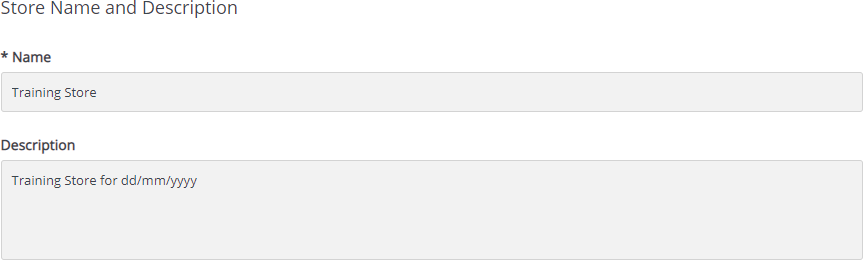 Store Name and Description
* Name
Training Store
Description
Training Store for dd/mm/yyyy